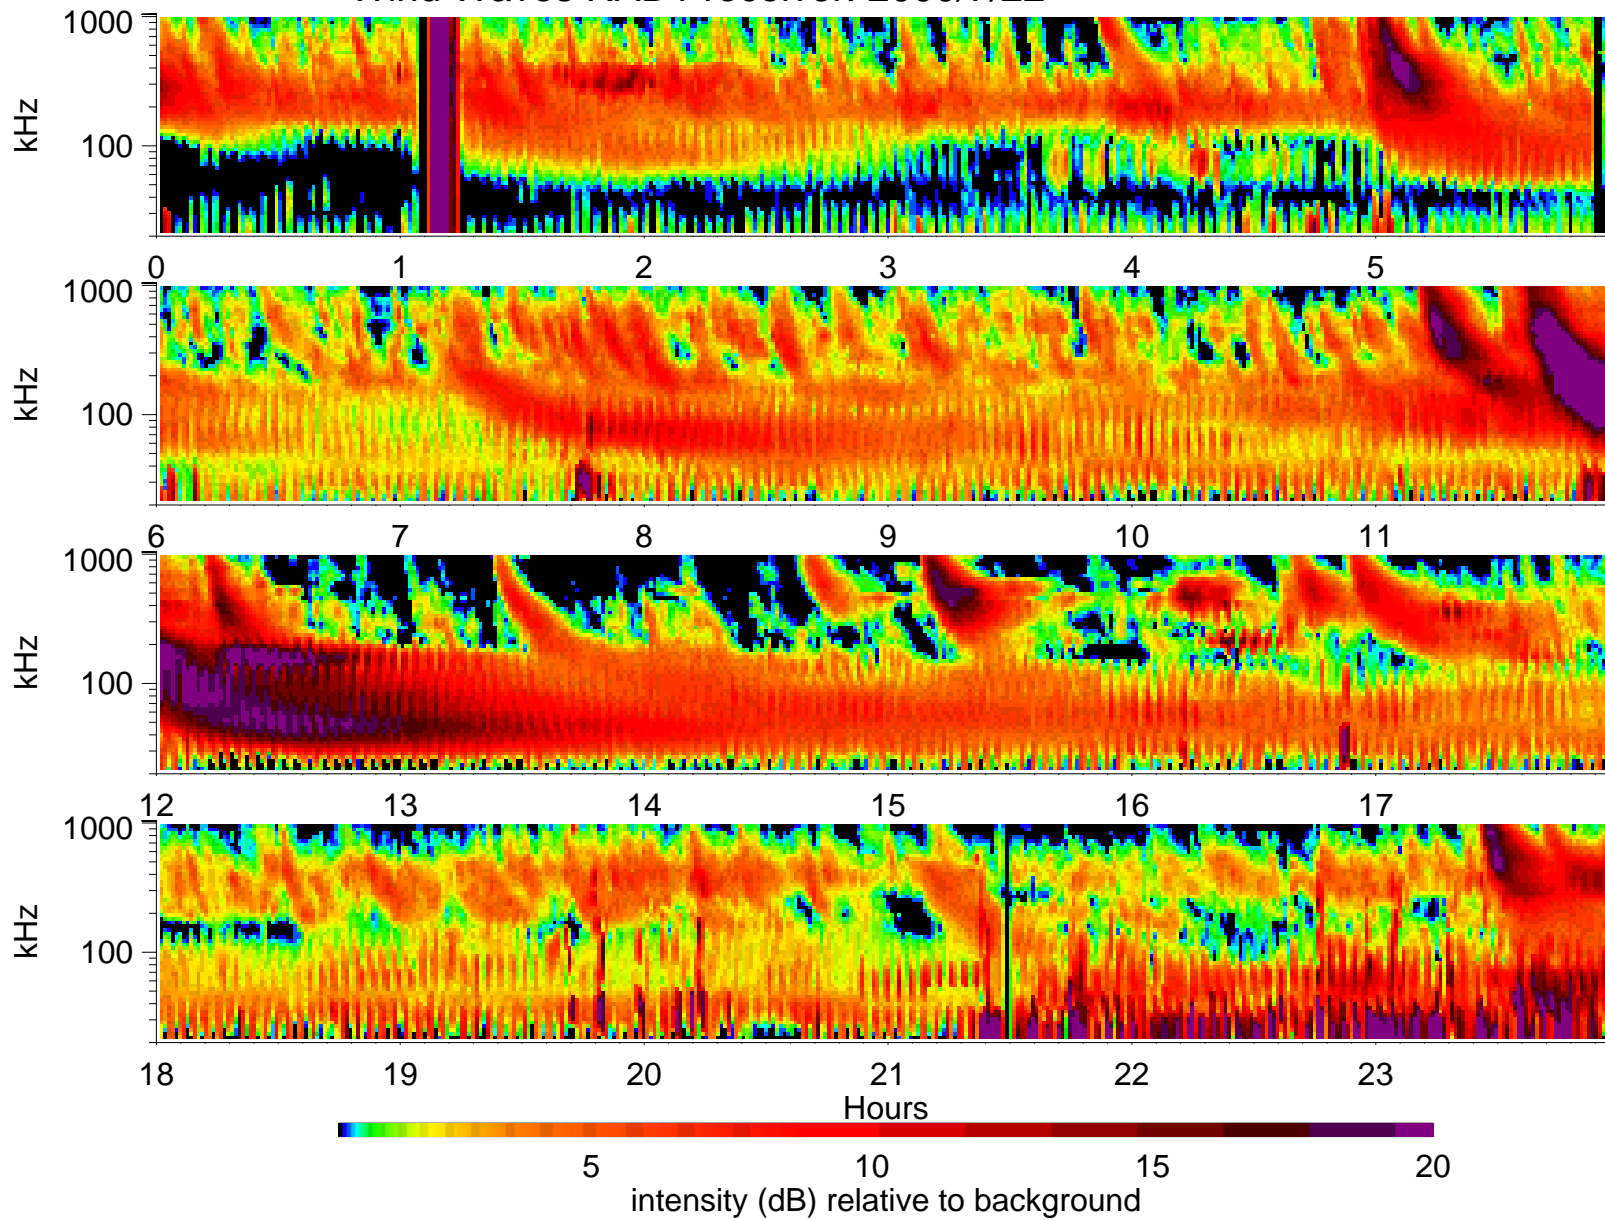 kHz 1000 100
0 1 2 3 4 5
kHz 1000 100
6 7 8 9 10 11
kHz 1000 100
12 13 14 15 16 17
kHz 1000 100
18 19 20 21 22 23
Hours
5 10 15 20
intensity (dB) relative to background